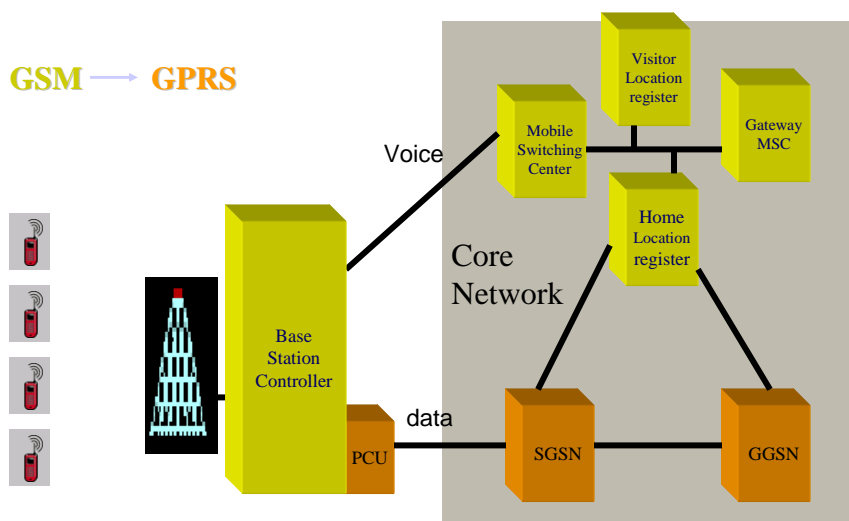 GSM GPRS
Visitor
Location
register
Mobile
Switching
Center
Gateway
MSC
Voice
Home
Location
register
Core
Network
Base
Station
Controller
data
PCU
SGSN
GGSN